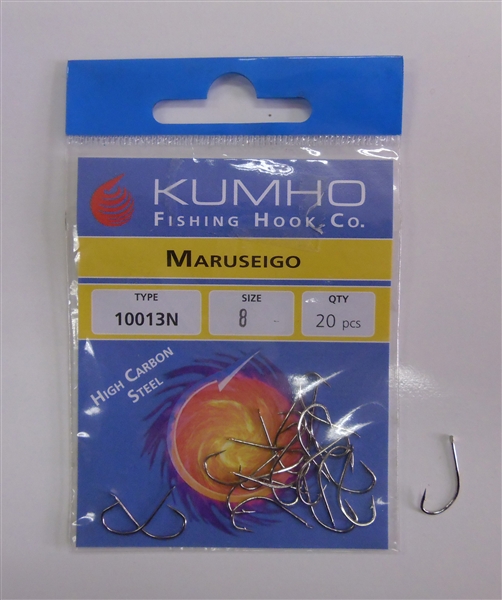 KUMHO
FISHING HOOK CO.
MARUSEIGO
TYPE SIZE QTY
10013N 8 20 pcs
HIGH CARBON
STEEL